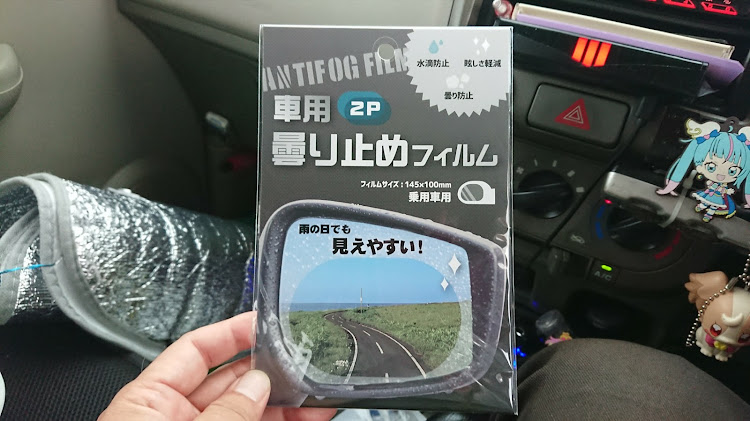 ANTIFOG FILM
水滴防止
眩しさ軽減
曇り防止
車用 2P
曇り止めフィルム
フィルムサイズ：145×100mm
乗用車用
雨の日でも
見えやすい！
A/C